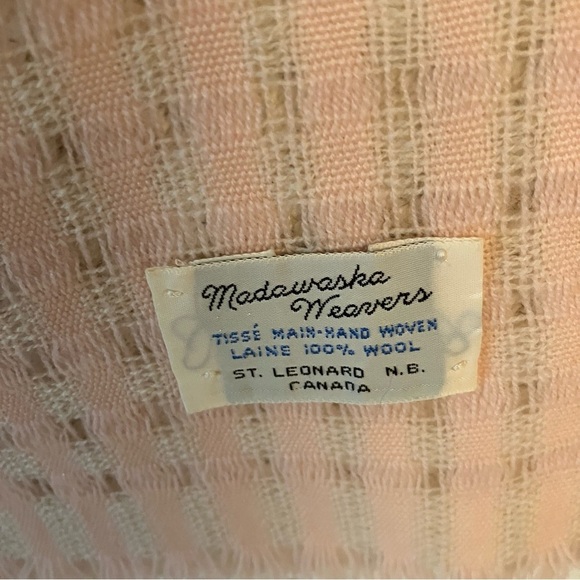 Madawaska
Weavers
TISSÉ MAIN-HAND WOVEN
LAINE 100% WOOL
ST. LEONARD N.B.
CANADA